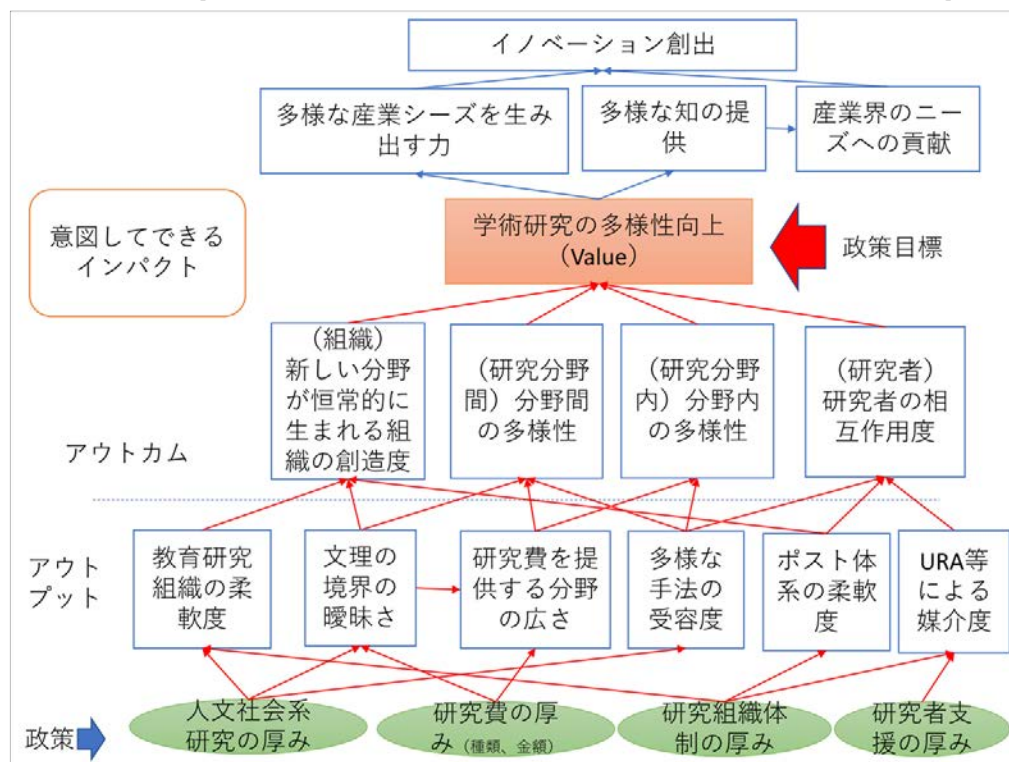 イノベーション創出
多様な産業シーズを生み
出す力
多様な知の提
供
産業界のニー
ズへの貢献
意図してできる
インパクト
学術研究の多様性向上
（Value）
政策目標
（組織）
新しい分野
が恒常的に
生まれる組
織の創造度
（研究分野
間）分野間
の多様性
（研究分野
内）分野内
の多様性
（研究者）
研究者の相
互作用度
アウトカム
アウト
プット
教育研究
組織の柔
軟度
文理の
境界の
曖昧さ
研究費を提
供する分野
の広さ
多様な
手法の
受容度
ポスト体
系の柔軟
度
URA等
による
媒介度
政策
人文社会系
研究の厚み
研究費の厚
み（種類、金額）
研究組織体
制の厚み
研究者支
援の厚み